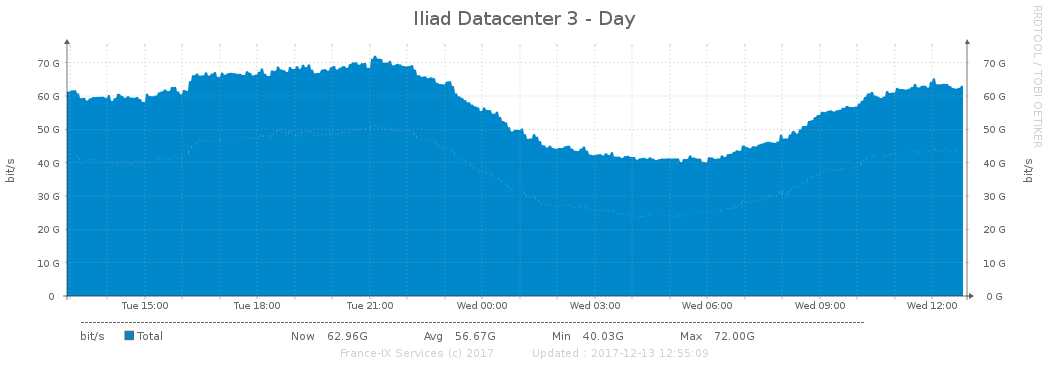 Iliad Datacenter 3 - Day
RRDTOOL / TOBI OETIKER
bit/s
70 G
60 G
50 G
40 G
30 G
20 G
10 G
0
70 G
60 G
50 G
40 G
30 G
20 G
10 G
0 G
bit/s
Tue 15:00 Tue 18:00 Tue 21:00 Wed 00:00 Wed 03:00 Wed 06:00 Wed 09:00 Wed 12:00
bit/s Total Now 62.96G Avg 56.67G Min 40.03G Max 72.00G
France-IX Services (c) 2017 Updated : 2017-12-13 12:55:09